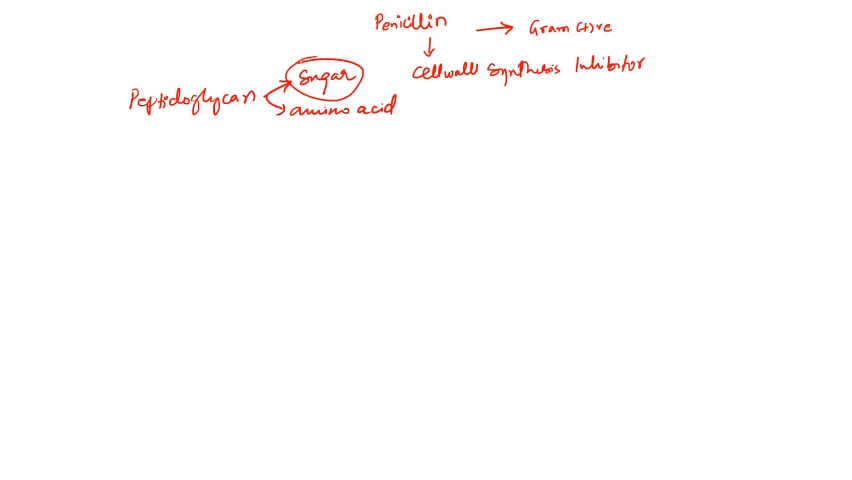 Penicillin → Gram (+)ve
↓
Cellwall Synthesis Inhibitor
Sugar
Peptidoglycan
amino acid